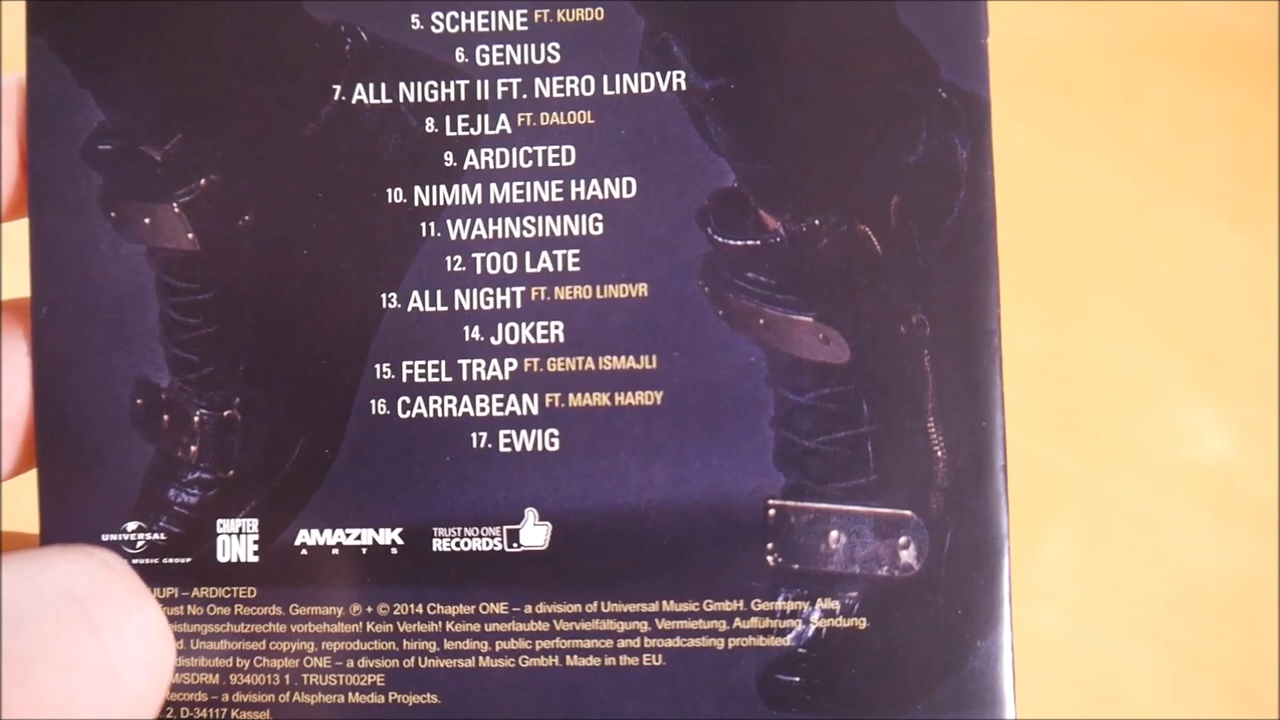 5. SCHEINE FT. KURDO
6. GENIUS
7. ALL NIGHT II FT. NERO LINDVR
8. LEJLA FT. DALOOL
9. ARDICTED
10. NIMM MEINE HAND
11. WAHNSINNIG
12. TOO LATE
13. ALL NIGHT FT. NERO LINDVR
14. JOKER
15. FEEL TRAP FT. GENTA ISMAJLI
16. CARRABEAN FT. MARK HARDY
17. EWIG
UNIVERSAL
MUSIC GROUP
CHAPTER
ONE
AMAZINK
ARTS
TRUST NO ONE
RECORDS
– ARDICTED
No One Records. Germany. ℗ + © 2014 Chapter ONE – a division of Universal Music GmbH. Germany. Alle
vorbehalten! Kein Verleih! Keine unerlaubte Vervielfältigung, Vermietung, Aufführung, Sendung.
Unauthorised copying, reproduction, hiring, lending, public performance and broadcasting prohibited.
distributed by Chapter ONE – a divsion of Universal Music GmbH. Made in the EU.
M/SDRM . 9340013 1 . TRUST002PE
Records – a division of Alsphera Media Projects.
2, D-34117 Kassel.